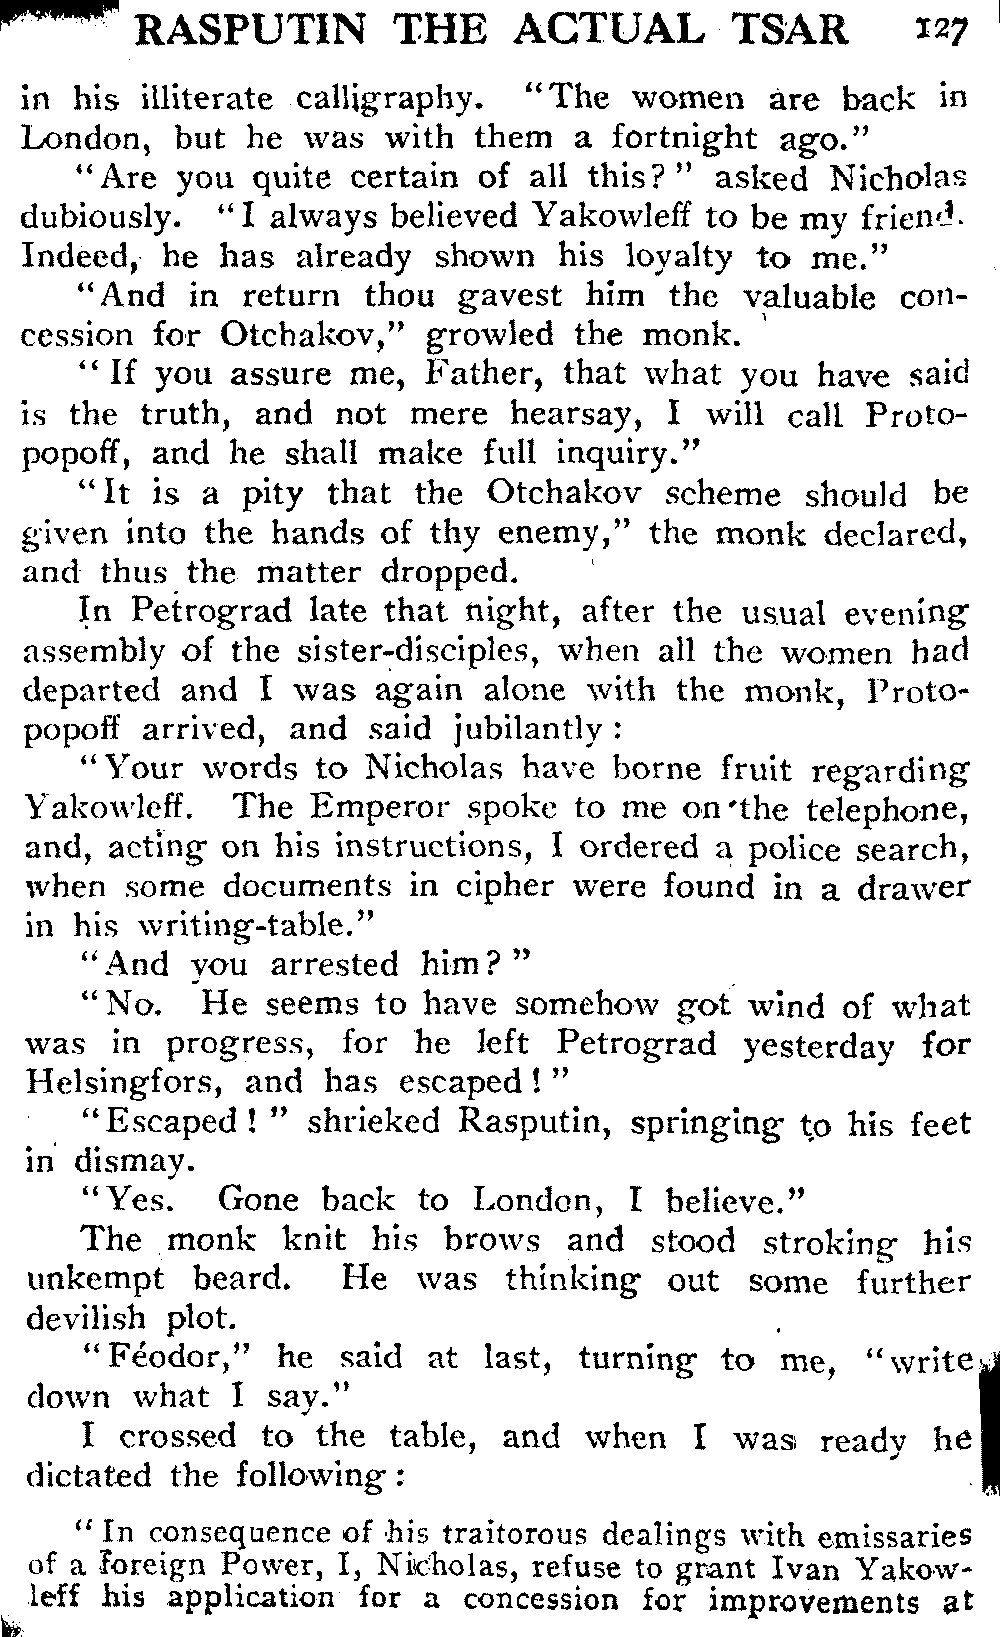 RASPUTIN THE ACTUAL TSAR 127
in his illiterate calligraphy. "The women are back in
London, but he was with them a fortnight ago."
"Are you quite certain of all this?" asked Nicholas
dubiously. "I always believed Yakowleff to be my friend.
Indeed, he has already shown his loyalty to me."
"And in return thou gavest him the valuable con-
cession for Otchakov," growled the monk.
"If you assure me, Father, that what you have said
is the truth, and not mere hearsay, I will call Proto-
popoff, and he shall make full inquiry."
"It is a pity that the Otchakov scheme should be
given into the hands of thy enemy," the monk declared,
and thus the matter dropped.
In Petrograd late that night, after the usual evening
assembly of the sister-disciples, when all the women had
departed and I was again alone with the monk, Proto-
popoff arrived, and said jubilantly:
"Your words to Nicholas have borne fruit regarding
Yakowleff. The Emperor spoke to me on the telephone,
and, acting on his instructions, I ordered a police search,
when some documents in cipher were found in a drawer
in his writing-table."
"And you arrested him?"
"No. He seems to have somehow got wind of what
was in progress, for he left Petrograd yesterday for
Helsingfors, and has escaped!"
"Escaped!" shrieked Rasputin, springing to his feet
in dismay.
"Yes. Gone back to London, I believe."
The monk knit his brows and stood stroking his
unkempt beard. He was thinking out some further
devilish plot.
"Féodor," he said at last, turning to me, "write
down what I say."
I crossed to the table, and when I was ready he
dictated the following:
"In consequence of his traitorous dealings with emissaries
of a foreign Power, I, Nicholas, refuse to grant Ivan Yakow-
leff his application for a concession for improvements at